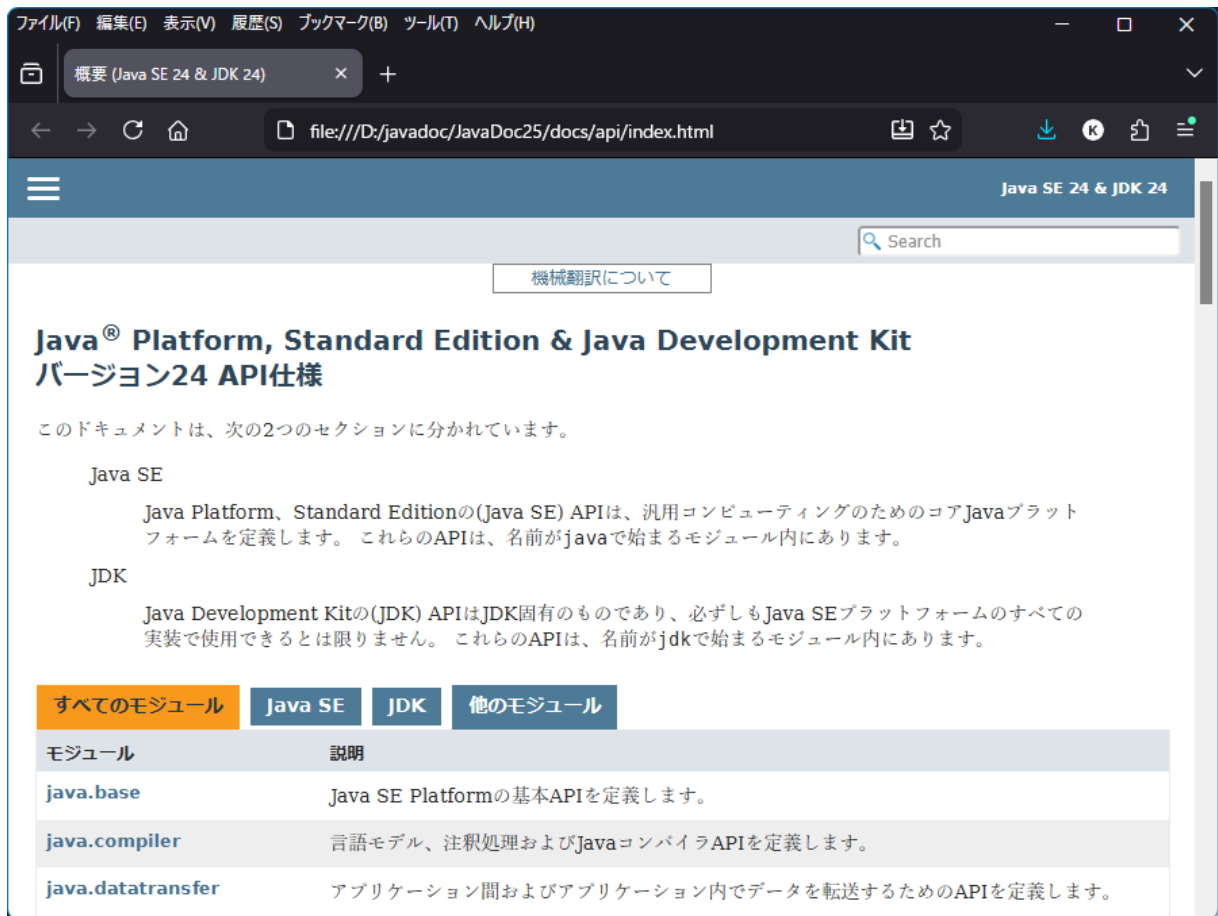 ファイル(F) 編集(E) 表示(V) 履歴(S) ブックマーク(B) ツール(T) ヘルプ(H)
概要 (Java SE 24 & JDK 24)
file:///D:/javadoc/JavaDoc25/docs/api/index.html
K
Java SE 24 & JDK 24
Search
機械翻訳について
Java® Platform, Standard Edition & Java Development Kit
バージョン24 API仕様
このドキュメントは、次の2つのセクションに分かれています。
Java SE
Java Platform、Standard Editionの(Java SE) APIは、汎用コンピューティングのためのコアJavaプラット
フォームを定義します。 これらのAPIは、名前がjavaで始まるモジュール内にあります。
JDK
Java Development Kitの(JDK) APIはJDK固有のものであり、必ずしもJava SEプラットフォームのすべての
実装で使用できるとは限りません。 これらのAPIは、名前がjdkで始まるモジュール内にあります。
すべてのモジュール Java SE JDK 他のモジュール
モジュール 説明
java.base Java SE Platformの基本APIを定義します。
java.compiler 言語モデル、注釈処理およびJavaコンパイラAPIを定義します。
java.datatransfer アプリケーション間およびアプリケーション内でデータを転送するためのAPIを定義します。